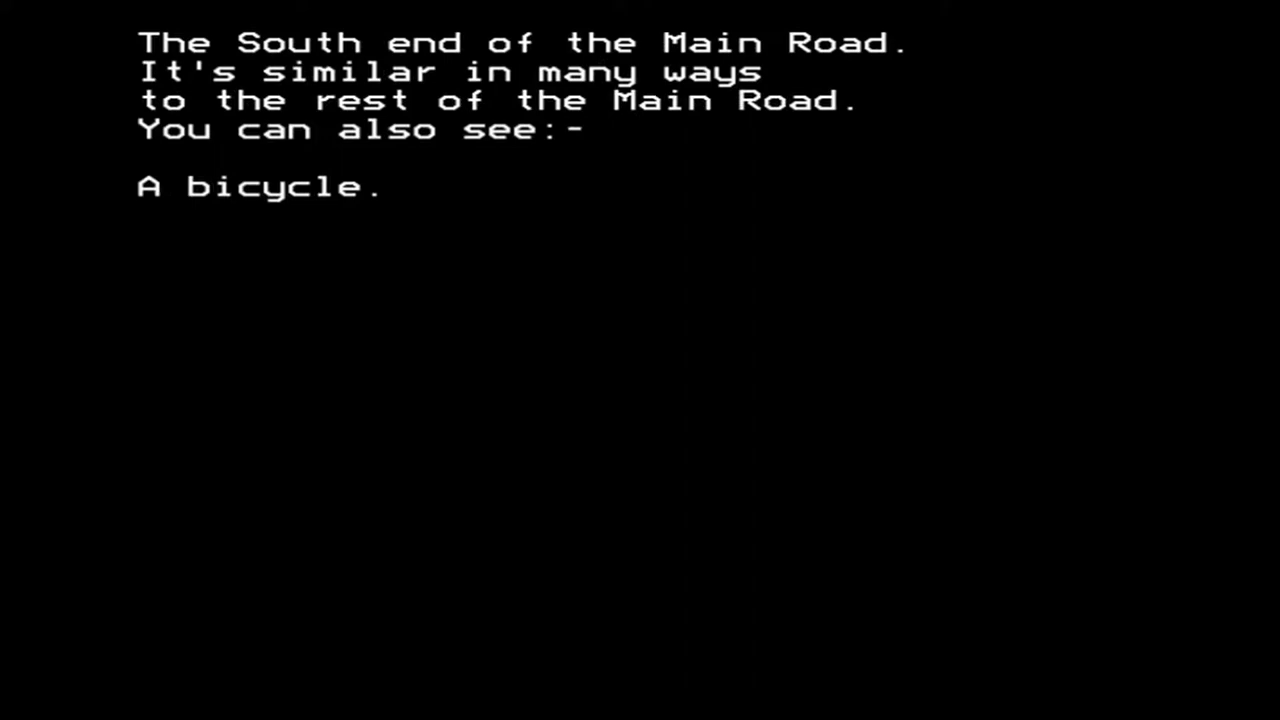 The South end of the Main Road.
It's similar in many ways
to the rest of the Main Road.
You can also see:-
A bicycle.